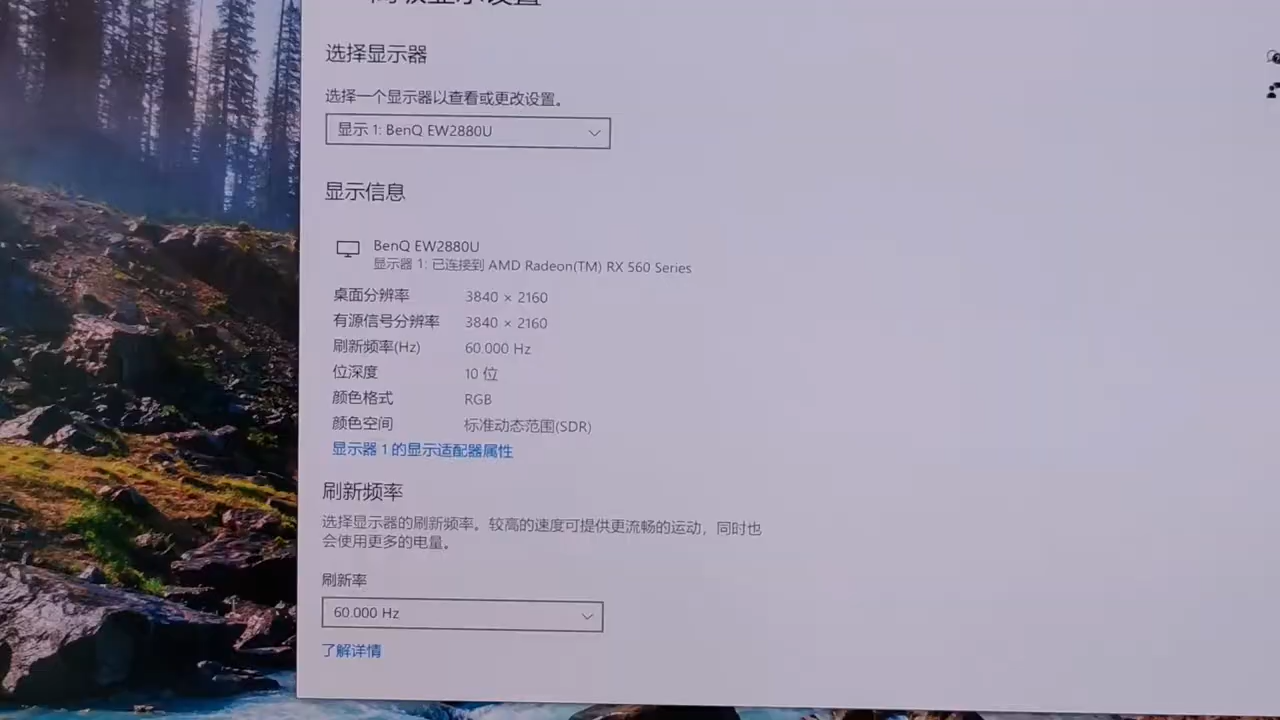 高级显示设置
选择显示器
选择一个显示器以查看或更改设置。
显示 1: BenQ EW2880U
显示信息
BenQ EW2880U
显示器 1: 已连接到 AMD Radeon(TM) RX 560 Series
桌面分辨率 3840 × 2160
有源信号分辨率 3840 × 2160
刷新频率(Hz) 60.000 Hz
位深度 10 位
颜色格式 RGB
颜色空间 标准动态范围(SDR)
显示器 1 的显示适配器属性
刷新频率
选择显示器的刷新频率。较高的速度可提供更流畅的运动，同时也
会使用更多的电量。
刷新率
60.000 Hz
了解详情